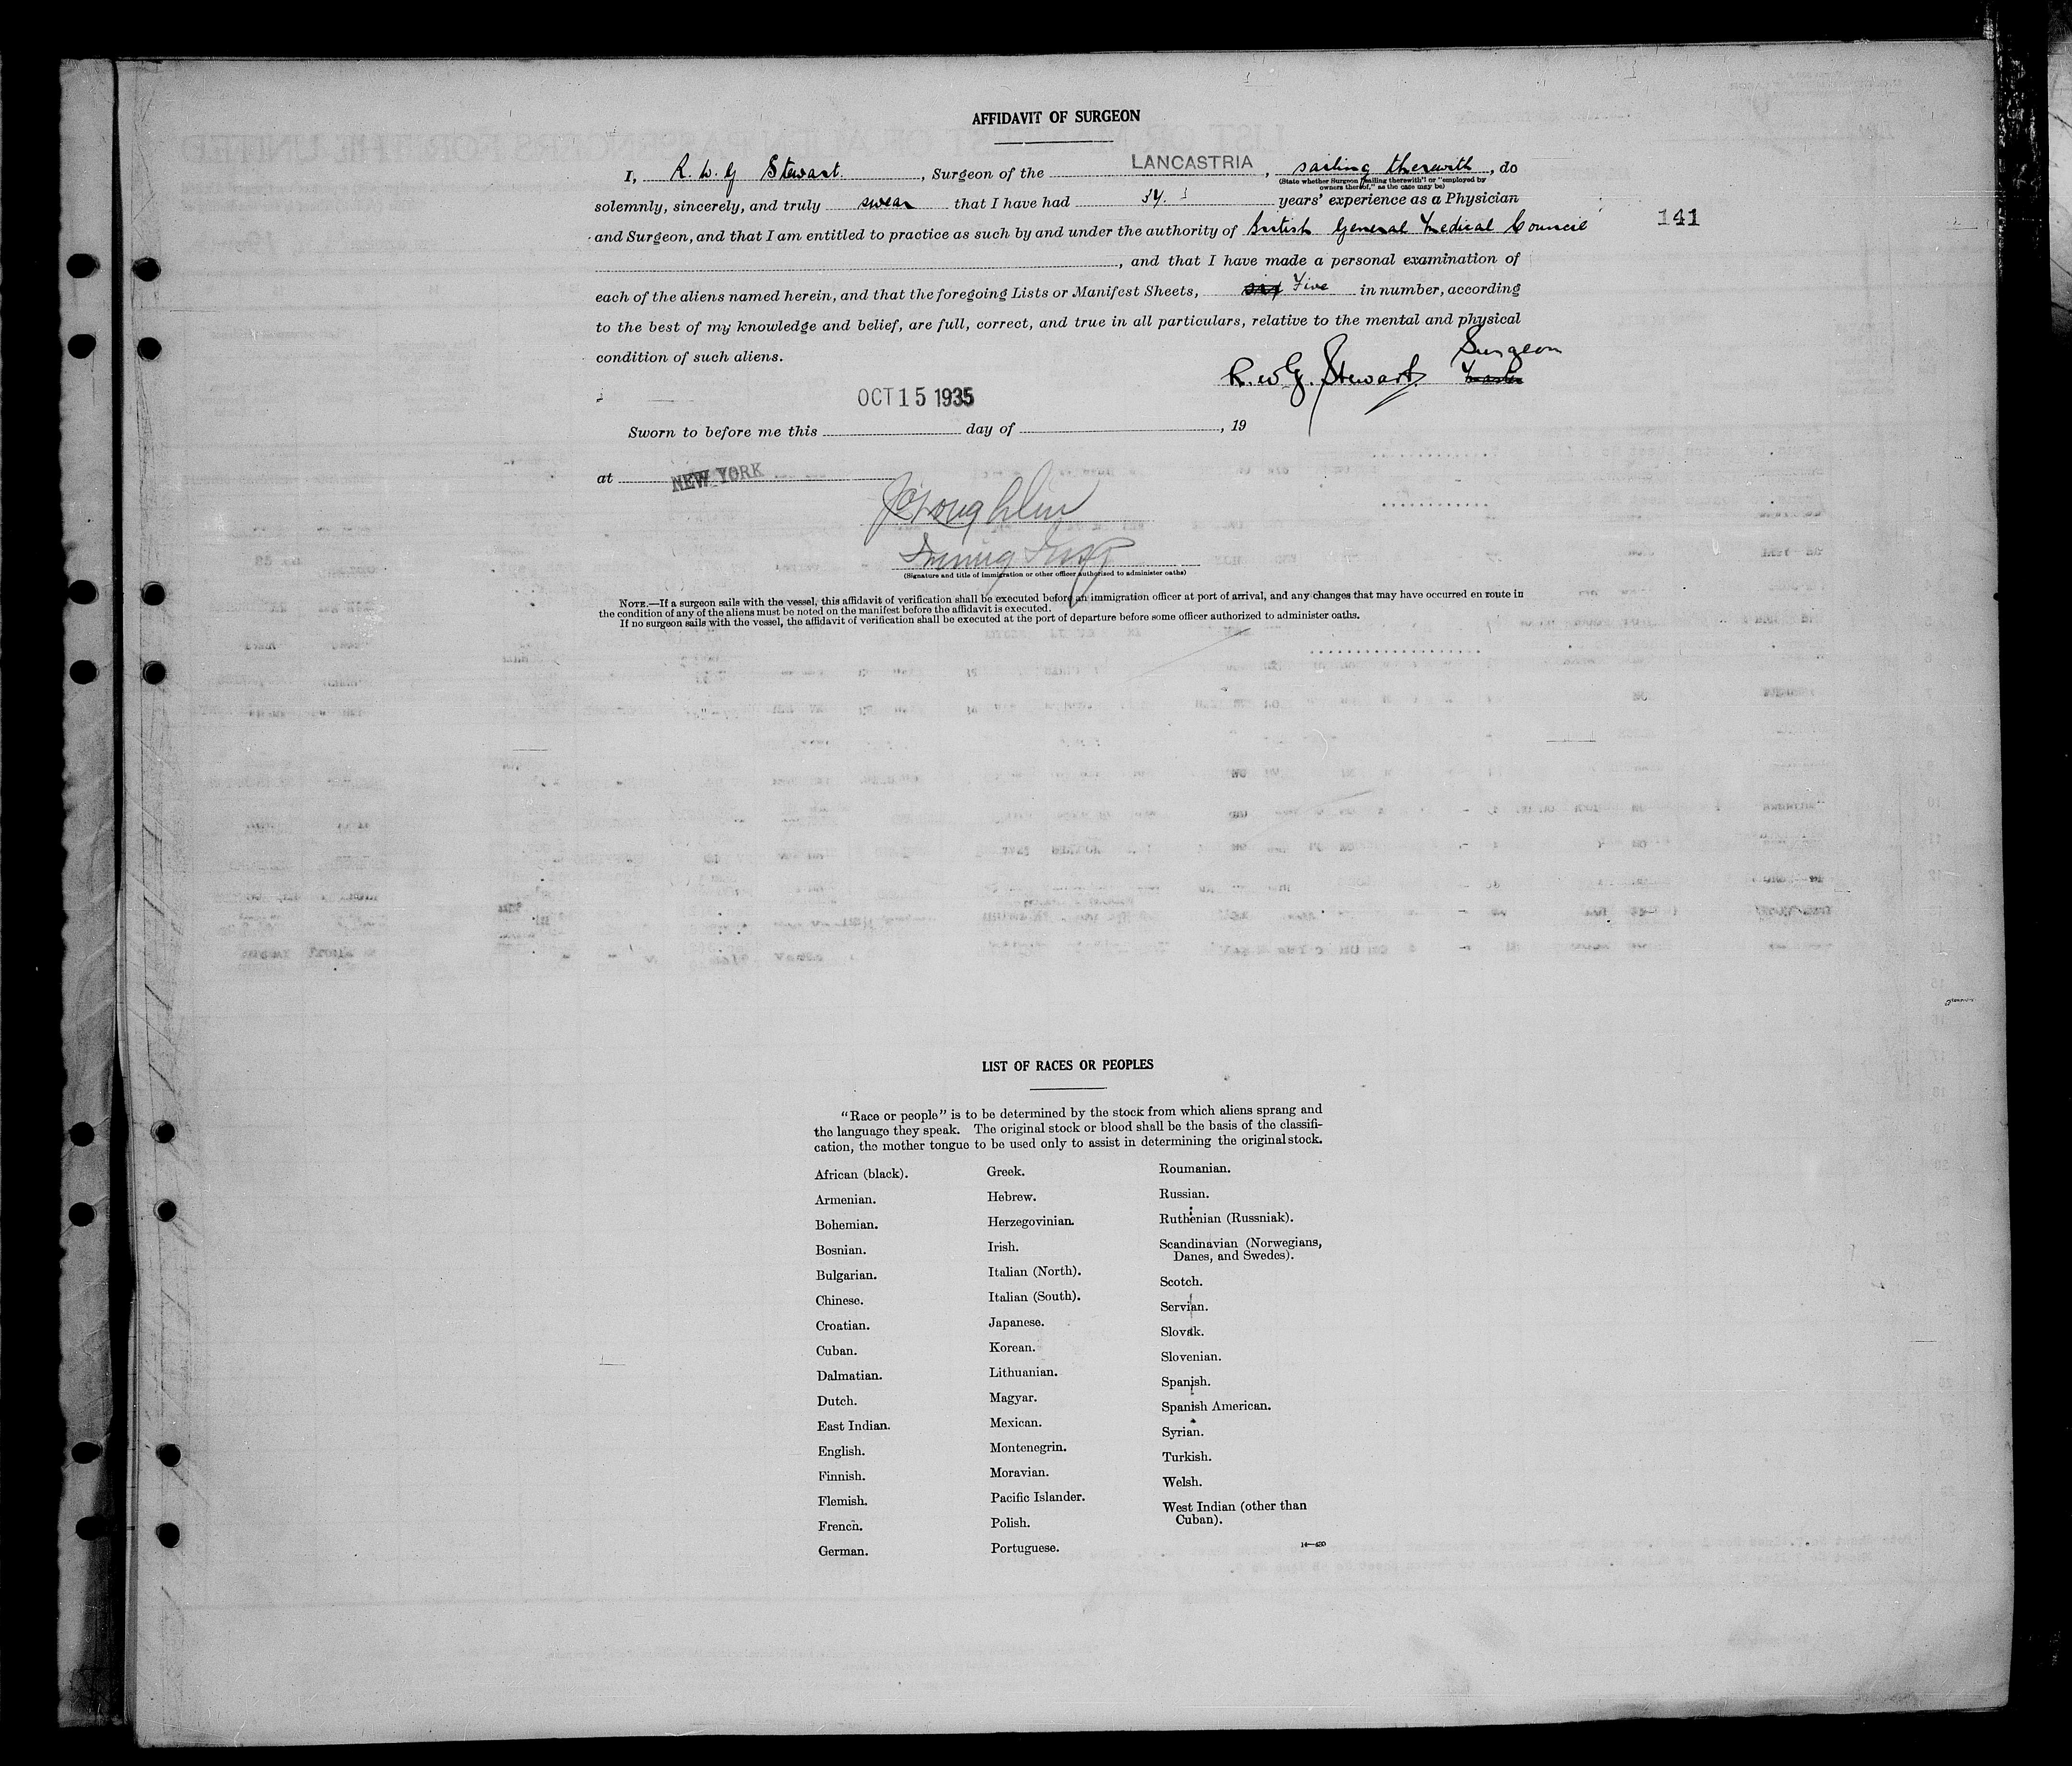 AFFIDAVIT OF SURGEON
I, R. W. G Stewart. , Surgeon of the LANCASTRIA , sailing therewith , do
(State whether Surgeon "sailing therewith" or "employed by
owners thereof," as the case may be)
solemnly, sincerely, and truly swear that I have had 34. years' experience as a Physician
and Surgeon, and that I am entitled to practice as such by and under the authority of British General Medical Council
141
, and that I have made a personal examination of
each of the aliens named herein, and that the foregoing Lists or Manifest Sheets, six Five in number, according
to the best of my knowledge and belief, are full, correct, and true in all particulars, relative to the mental and physical
condition of such aliens.
Surgeon
R. W. G. Stewart Master
OCT 15 1935
Sworn to before me this day of , 19
at NEW YORK
Immig Insp
(Signature and title of immigration or other officer authorized to administer oaths)
NOTE.—If a surgeon sails with the vessel, this affidavit of verification shall be executed before an immigration officer at port of arrival, and any changes that may have occurred en route in
the condition of any of the aliens must be noted on the manifest before the affidavit is executed.
If no surgeon sails with the vessel, the affidavit of verification shall be executed at the port of departure before some officer authorized to administer oaths.
LIST OF RACES OR PEOPLES
"Race or people" is to be determined by the stock from which aliens sprang and
the language they speak. The original stock or blood shall be the basis of the classifi-
cation, the mother tongue to be used only to assist in determining the original stock.
African (black).
Armenian.
Bohemian.
Bosnian.
Bulgarian.
Chinese.
Croatian.
Cuban.
Dalmatian.
Dutch.
East Indian.
English.
Finnish.
Flemish.
French.
German.
Greek.
Hebrew.
Herzegovinian.
Irish.
Italian (North).
Italian (South).
Japanese.
Korean.
Lithuanian.
Magyar.
Mexican.
Montenegrin.
Moravian.
Pacific Islander.
Polish.
Portuguese.
Roumanian.
Russian.
Ruthenian (Russniak).
Scandinavian (Norwegians,
Danes, and Swedes).
Scotch.
Servian.
Slovak.
Slovenian.
Spanish.
Spanish American.
Syrian.
Turkish.
Welsh.
West Indian (other than
Cuban).
14—430